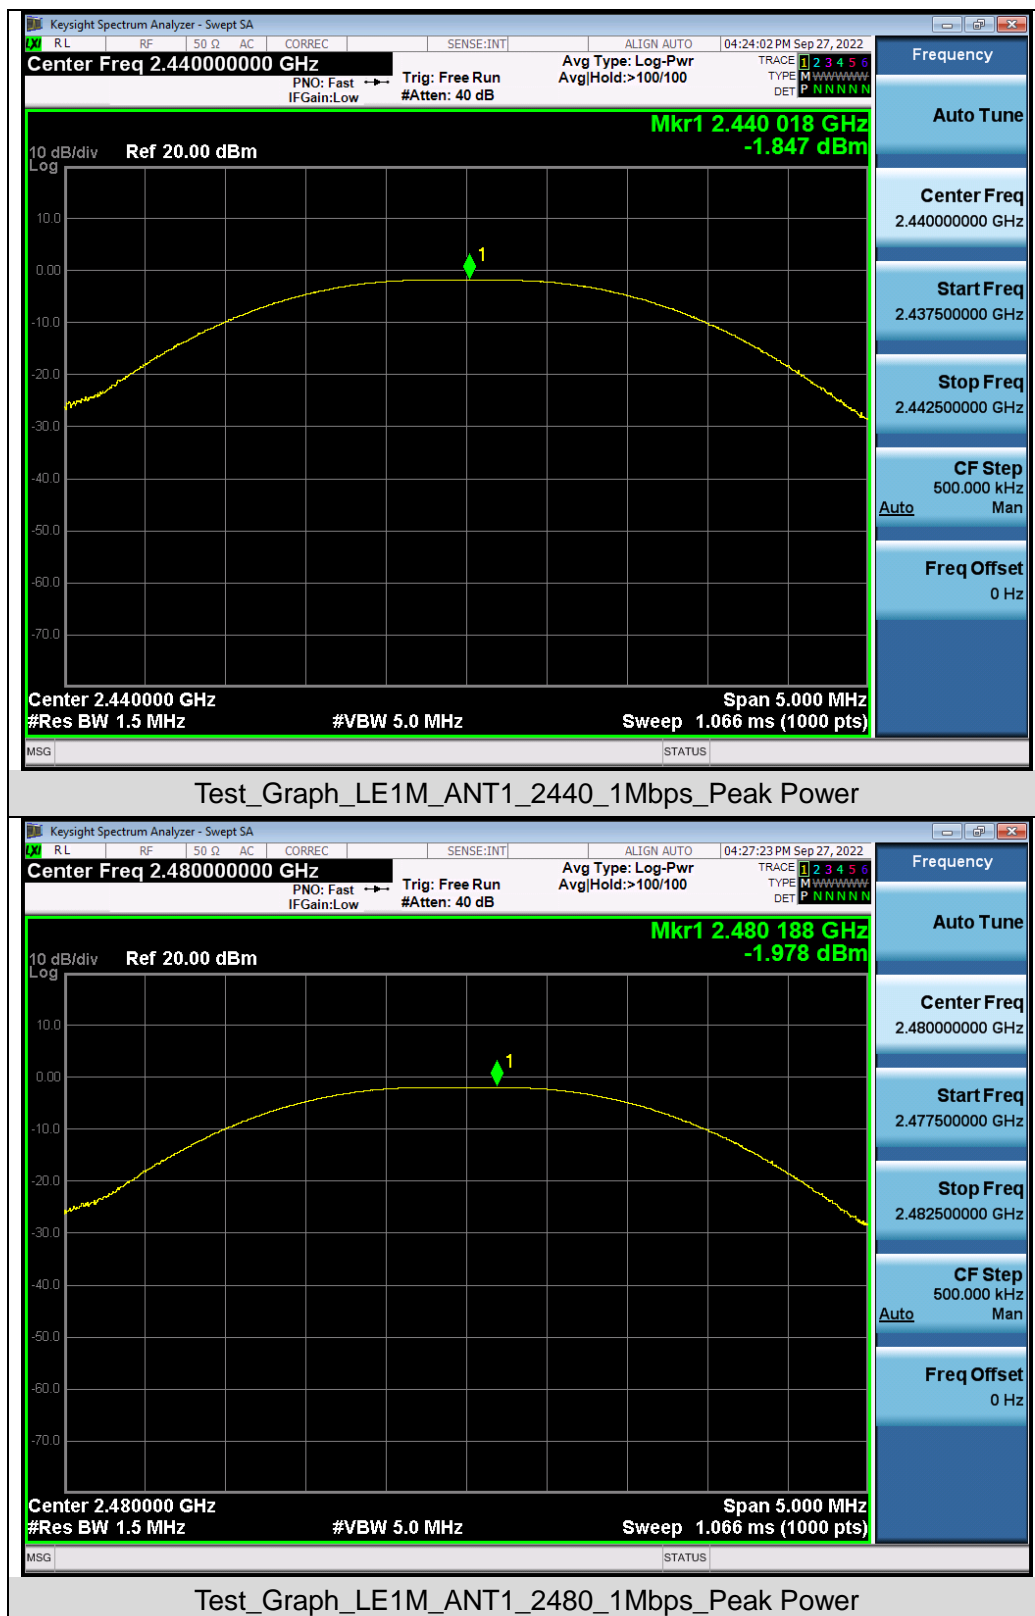 Keysight Spectrum Analyzer - Swept SA
LXI RL RF 50 Ω AC CORREC SENSE:INT ALIGN AUTO 04:24:02 PM Sep 27, 2022
Center Freq 2.440000000 GHz
PNO: Fast
IFGain:Low
Trig: Free Run
#Atten: 40 dB
Avg Type: Log-Pwr
Avg|Hold:>100/100
TRACE 1 2 3 4 5 6
TYPE M WWWWW
DET P N N N N N
Mkr1 2.440 018 GHz
-1.847 dBm
10 dB/div Ref 20.00 dBm
Log
10.0
0.00
-10.0
-20.0
-30.0
-40.0
-50.0
-60.0
-70.0
1
Center 2.440000 GHz Span 5.000 MHz
#Res BW 1.5 MHz #VBW 5.0 MHz Sweep 1.066 ms (1000 pts)
MSG STATUS
Frequency
Auto Tune
Center Freq
2.440000000 GHz
Start Freq
2.437500000 GHz
Stop Freq
2.442500000 GHz
CF Step
500.000 kHz
Auto Man
Freq Offset
0 Hz
Test_Graph_LE1M_ANT1_2440_1Mbps_Peak Power
Keysight Spectrum Analyzer - Swept SA
LXI RL RF 50 Ω AC CORREC SENSE:INT ALIGN AUTO 04:27:23 PM Sep 27, 2022
Center Freq 2.480000000 GHz
PNO: Fast
IFGain:Low
Trig: Free Run
#Atten: 40 dB
Avg Type: Log-Pwr
Avg|Hold:>100/100
TRACE 1 2 3 4 5 6
TYPE M WWWWW
DET P N N N N N
Mkr1 2.480 188 GHz
-1.978 dBm
10 dB/div Ref 20.00 dBm
Log
10.0
0.00
-10.0
-20.0
-30.0
-40.0
-50.0
-60.0
-70.0
1
Center 2.480000 GHz Span 5.000 MHz
#Res BW 1.5 MHz #VBW 5.0 MHz Sweep 1.066 ms (1000 pts)
MSG STATUS
Frequency
Auto Tune
Center Freq
2.480000000 GHz
Start Freq
2.477500000 GHz
Stop Freq
2.482500000 GHz
CF Step
500.000 kHz
Auto Man
Freq Offset
0 Hz
Test_Graph_LE1M_ANT1_2480_1Mbps_Peak Power